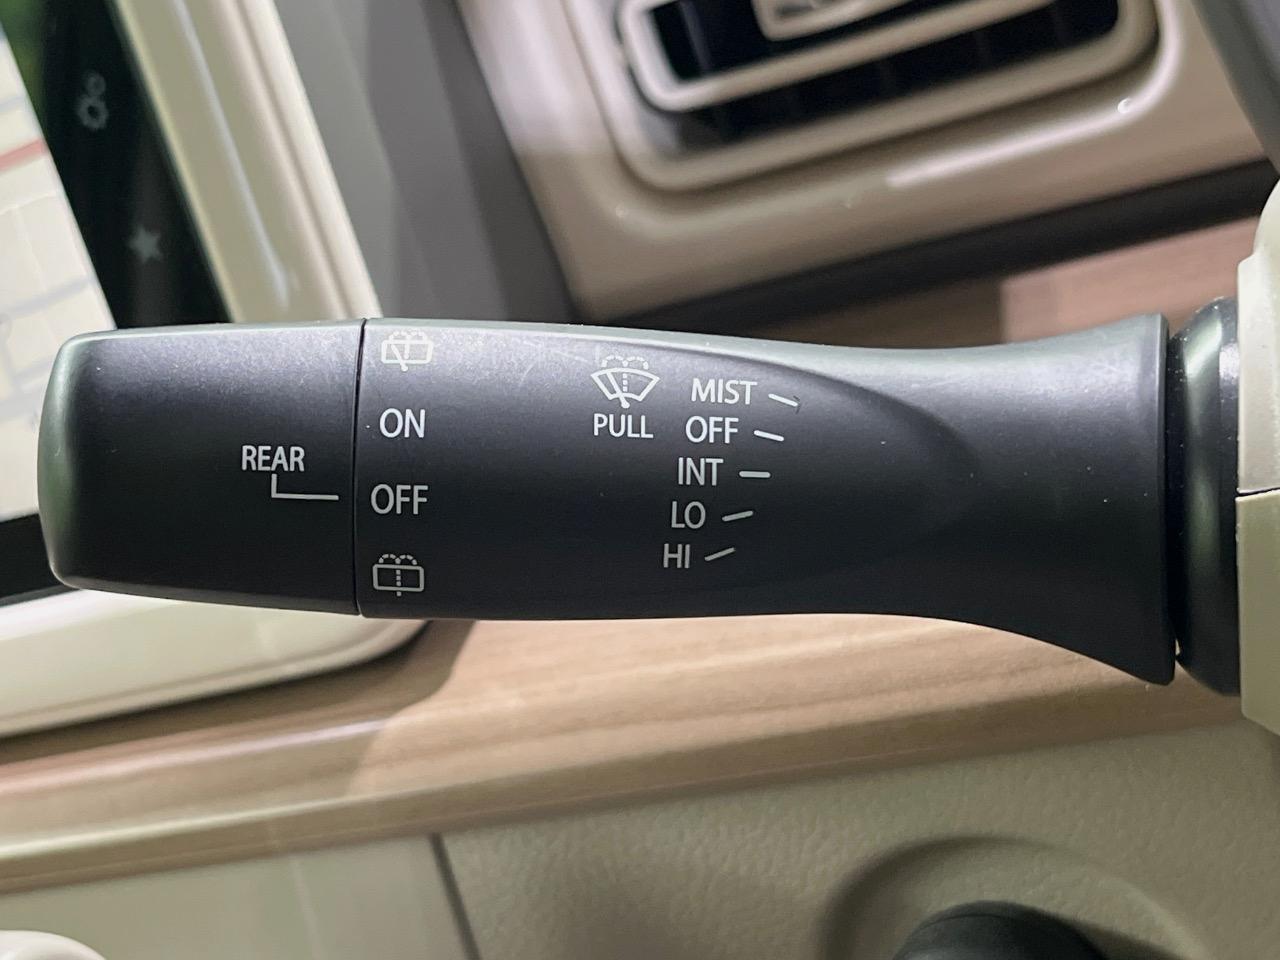 REAR
ON
OFF
PULL
MIST
OFF
INT
LO
HI